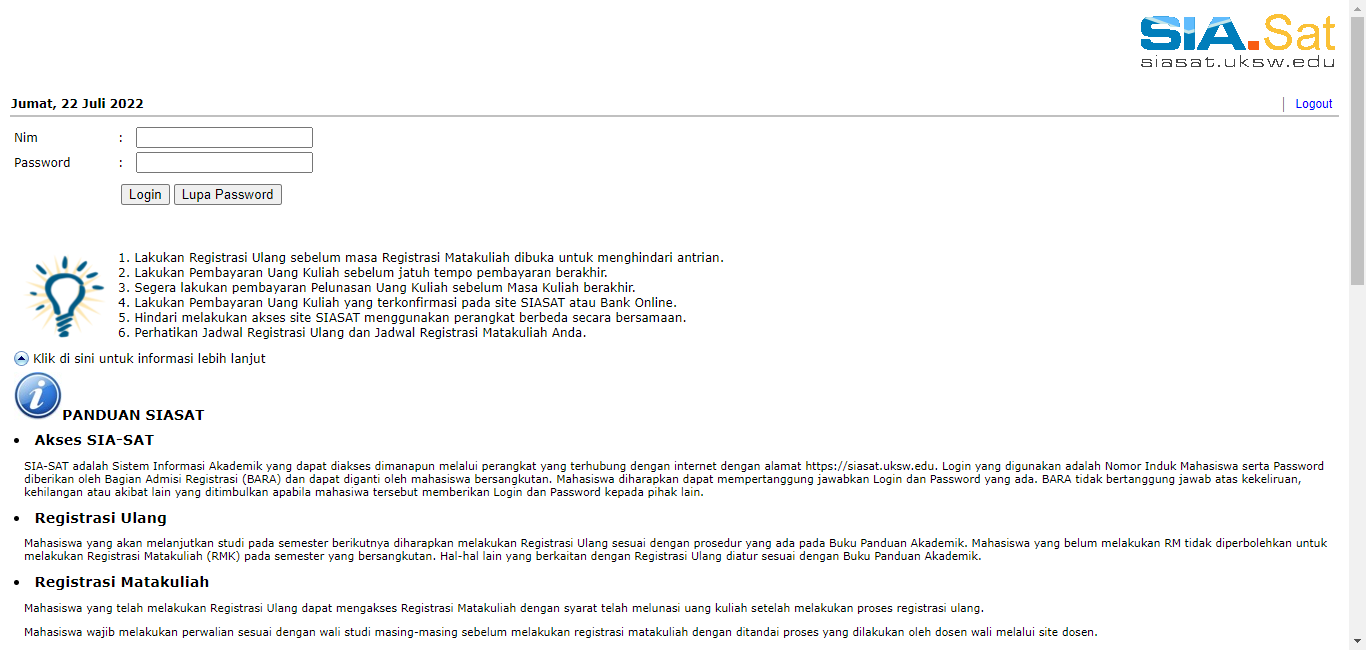 SIA.Sat
siasat.uksw.edu
Jumat, 22 Juli 2022
Logout
Nim :
Password :
Login Lupa Password
1. Lakukan Registrasi Ulang sebelum masa Registrasi Matakuliah dibuka untuk menghindari antrian.
2. Lakukan Pembayaran Uang Kuliah sebelum jatuh tempo pembayaran berakhir.
3. Segera lakukan pembayaran Pelunasan Uang Kuliah sebelum Masa Kuliah berakhir.
4. Lakukan Pembayaran Uang Kuliah yang terkonfirmasi pada site SIASAT atau Bank Online.
5. Hindari melakukan akses site SIASAT menggunakan perangkat berbeda secara bersamaan.
6. Perhatikan Jadwal Registrasi Ulang dan Jadwal Registrasi Matakuliah Anda.
Klik di sini untuk informasi lebih lanjut
PANDUAN SIASAT
• Akses SIA-SAT
SIA-SAT adalah Sistem Informasi Akademik yang dapat diakses dimanapun melalui perangkat yang terhubung dengan internet dengan alamat https://siasat.uksw.edu. Login yang digunakan adalah Nomor Induk Mahasiswa serta Password
diberikan oleh Bagian Admisi Registrasi (BARA) dan dapat diganti oleh mahasiswa bersangkutan. Mahasiswa diharapkan dapat mempertanggung jawabkan Login dan Password yang ada. BARA tidak bertanggung jawab atas kekeliruan,
kehilangan atau akibat lain yang ditimbulkan apabila mahasiwa tersebut memberikan Login dan Password kepada pihak lain.
• Registrasi Ulang
Mahasiswa yang akan melanjutkan studi pada semester berikutnya diharapkan melakukan Registrasi Ulang sesuai dengan prosedur yang ada pada Buku Panduan Akademik. Mahasiswa yang belum melakukan RM tidak diperbolehkan untuk
melakukan Registrasi Matakuliah (RMK) pada semester yang bersangkutan. Hal-hal lain yang berkaitan dengan Registrasi Ulang diatur sesuai dengan Buku Panduan Akademik.
• Registrasi Matakuliah
Mahasiswa yang telah melakukan Registrasi Ulang dapat mengakses Registrasi Matakuliah dengan syarat telah melunasi uang kuliah setelah melakukan proses registrasi ulang.
Mahasiswa wajib melakukan perwalian sesuai dengan wali studi masing-masing sebelum melakukan registrasi matakuliah dengan ditandai proses yang dilakukan oleh dosen wali melalui site dosen.